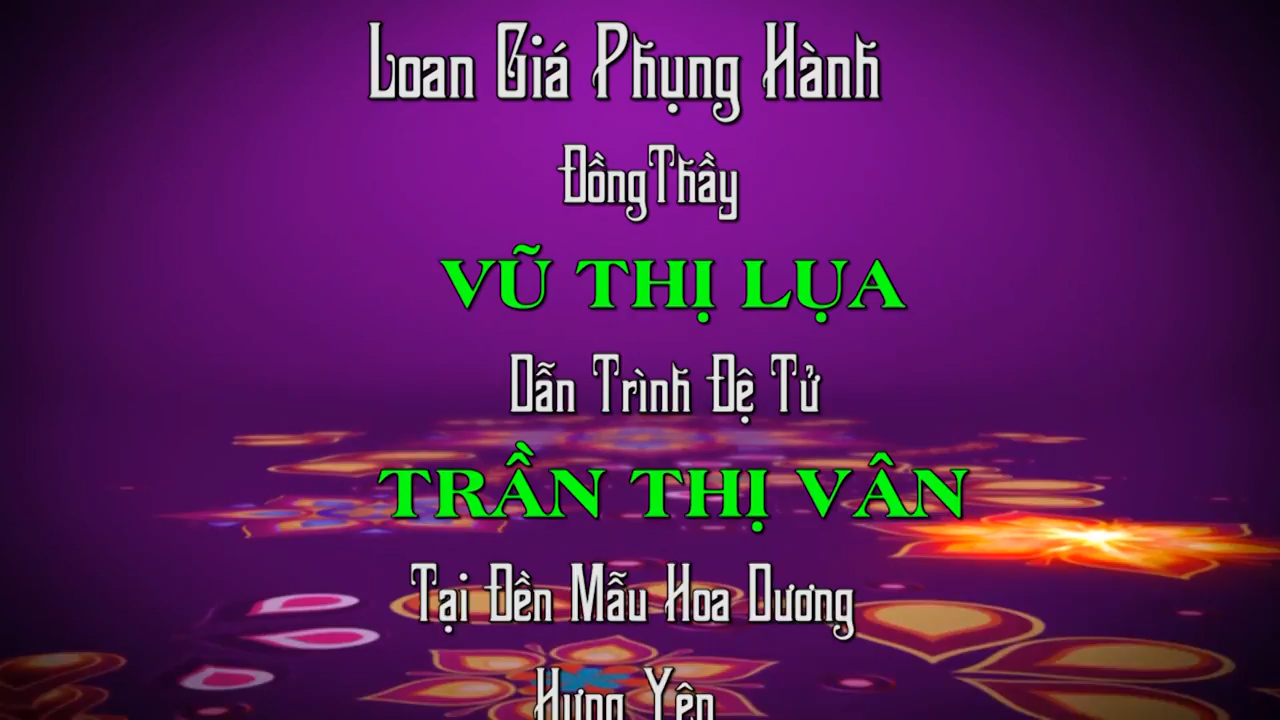 Loan Giá Phụng Hành
ĐồngThầy
VŨ THỊ LỤA
Dẫn Trình Đệ Tử
TRẦN THỊ VÂN
Tại Đền Mẫu Hoa Dương
Hưng Yên